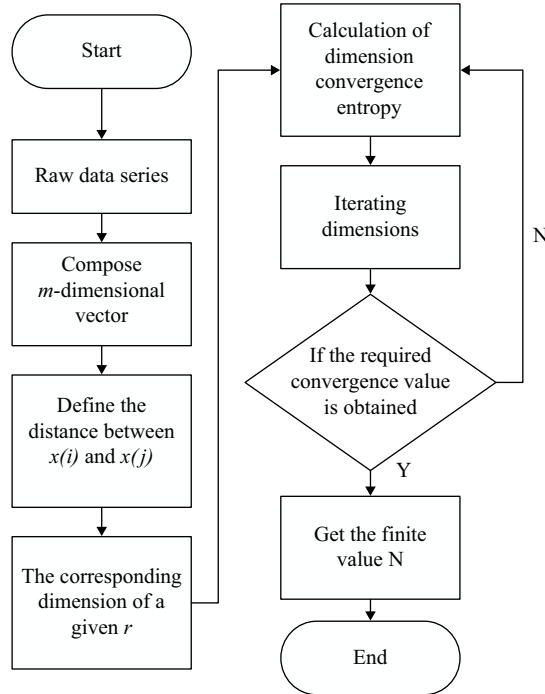 Start
Raw data series
Compose
m-dimensional
vector
Define the
distance between
x(i) and x(j)
The corresponding
dimension of a
given r
Calculation of
dimension
convergence
entropy
Iterating
dimensions
N
If the required
convergence value
is obtained
Y
Get the finite
value N
End